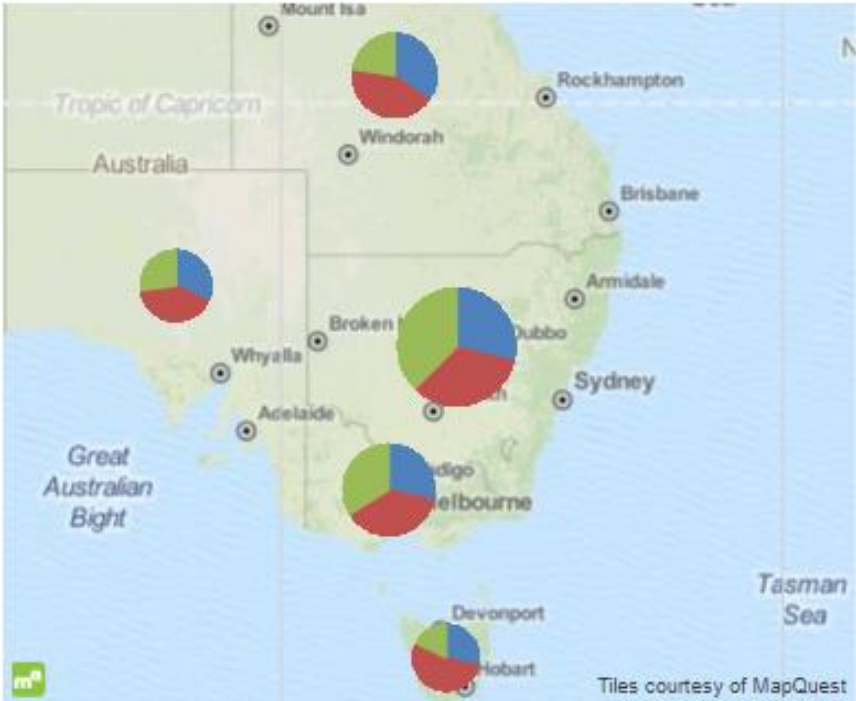 Mount Isa
Rockhampton
Tropic of Capricorn
Windorah
Australia
Brisbane
Armidale
Broken
Dubbo
Whyalla
Sydney
Adelaide
Great
Australian
Bight
Tasman
Sea
Devonport
Hobart
Tiles courtesy of MapQuest